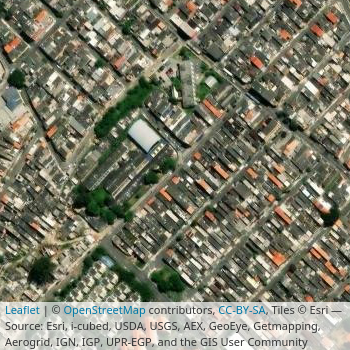 Leaflet | © OpenStreetMap contributors, CC-BY-SA, Tiles © Esri —
Source: Esri, i-cubed, USDA, USGS, AEX, GeoEye, Getmapping,
Aerogrid, IGN, IGP, UPR-EGP, and the GIS User Community